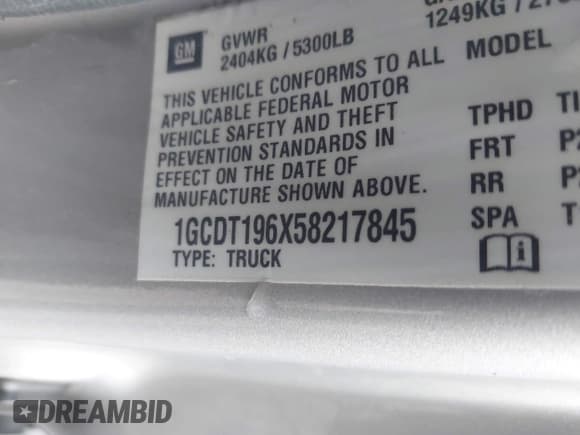 GM
GVWR
2404KG / 5300LB
1249KG /
THIS VEHICLE CONFORMS TO ALL
APPLICABLE FEDERAL MOTOR
VEHICLE SAFETY AND THEFT
PREVENTION STANDARDS IN
EFFECT ON THE DATE OF
MANUFACTURE SHOWN ABOVE.
1GCDT196X58217845
TYPE: TRUCK
MODEL
TPHD
FRT
RR
SPA
i
DREAMBID